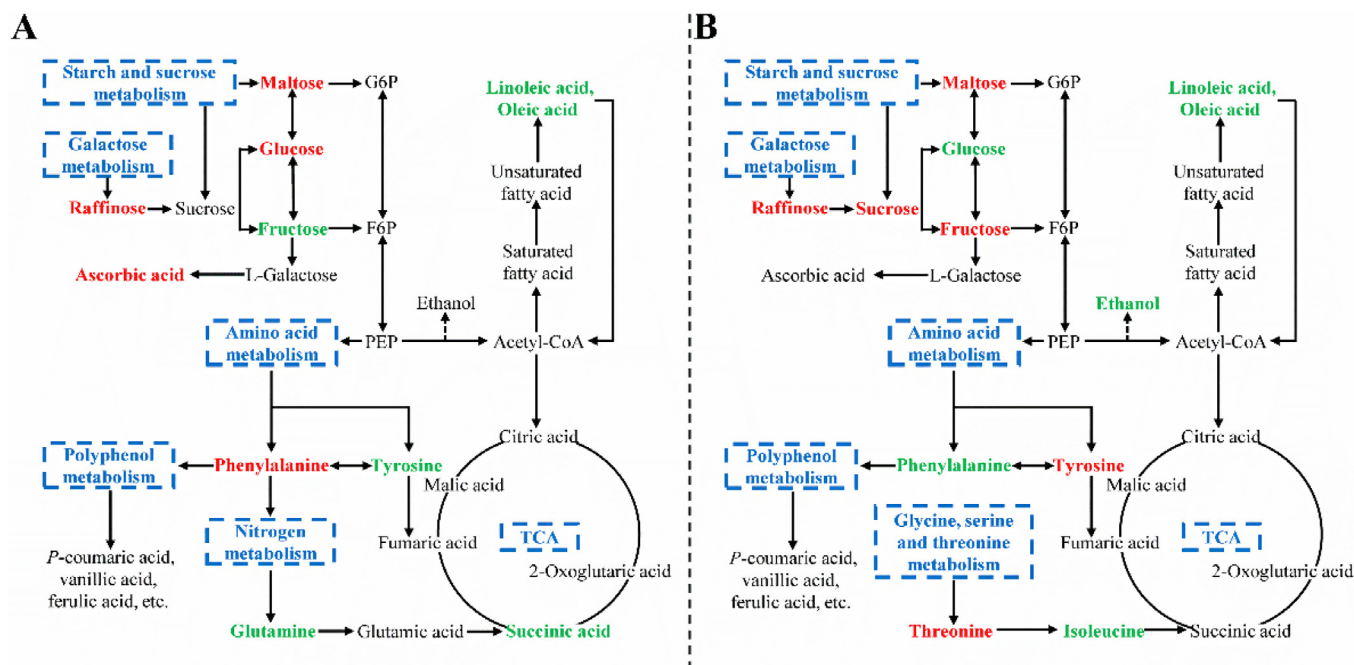 A
Starch and sucrose
metabolism
Maltose
G6P
Linoleic acid,
Oleic acid
Galactose
metabolism
Glucose
Unsaturated
fatty acid
Raffinose
Sucrose
Fructose
F6P
Saturated
fatty acid
Ascorbic acid
L-Galactose
Ethanol
Amino acid
metabolism
PEP
Acetyl-CoA
Citric acid
Polyphenol
metabolism
Phenylalanine
Tyrosine
Malic acid
Nitrogen
metabolism
Fumaric acid
TCA
2-Oxoglutaric acid
P-coumaric acid,
vanillic acid,
ferulic acid, etc.
Glutamine
Glutamic acid
Succinic acid
B
Starch and sucrose
metabolism
Maltose
G6P
Linoleic acid,
Oleic acid
Galactose
metabolism
Glucose
Unsaturated
fatty acid
Raffinose
Sucrose
Fructose
F6P
Saturated
fatty acid
Ascorbic acid
L-Galactose
Ethanol
Amino acid
metabolism
PEP
Acetyl-CoA
Citric acid
Polyphenol
metabolism
Phenylalanine
Tyrosine
Malic acid
Glycine, serine
and threonine
metabolism
Fumaric acid
TCA
2-Oxoglutaric acid
P-coumaric acid,
vanillic acid,
ferulic acid, etc.
Threonine
Isoleucine
Succinic acid